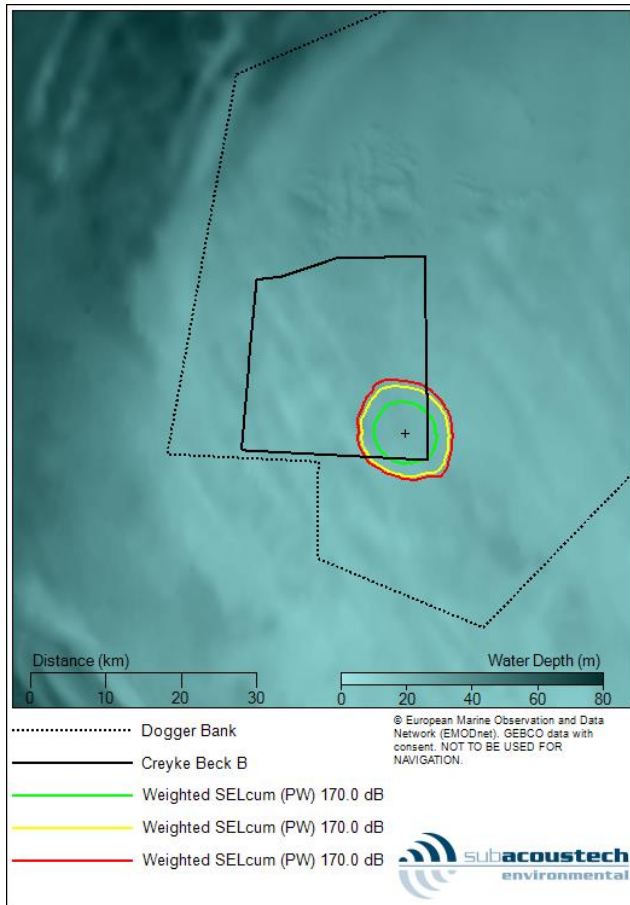 Distance (km)
0 10 20 30
Water Depth (m)
0 20 40 60 80
Dogger Bank
Creyke Beck B
Weighted SELcum (PW) 170.0 dB
Weighted SELcum (PW) 170.0 dB
Weighted SELcum (PW) 170.0 dB
© European Marine Observation and Data
Network (EMODnet). GEBCO data with
consent. NOT TO BE USED FOR
NAVIGATION.
subacoustech
environmental